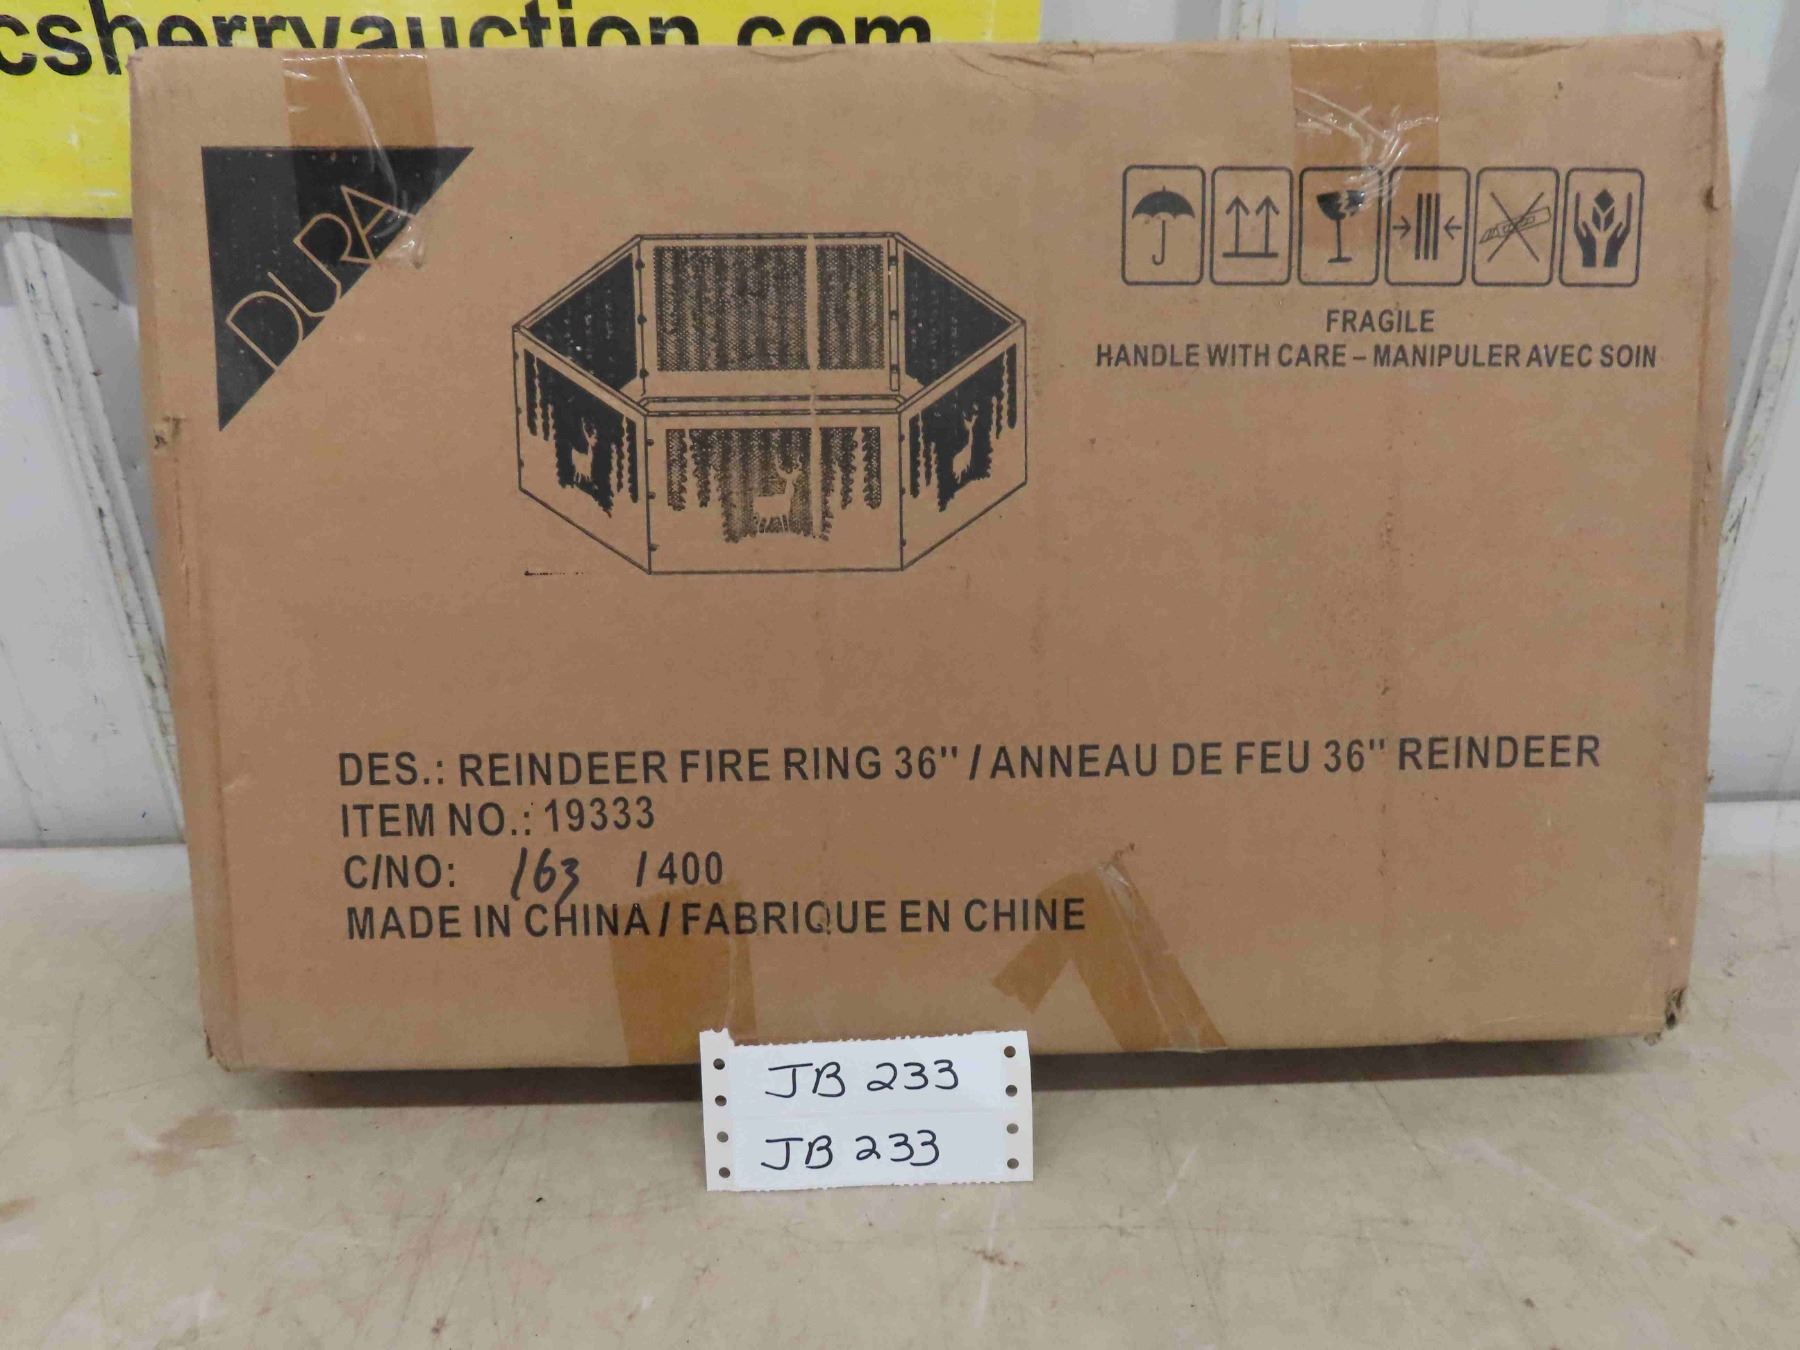 csherryauction.com
DURA
FRAGILE
HANDLE WITH CARE – MANIPULER AVEC SOIN
DES.: REINDEER FIRE RING 36" / ANNEAU DE FEU 36" REINDEER
ITEM NO.: 19333
C/NO: 163 / 400
MADE IN CHINA / FABRIQUE EN CHINE
JB 233
JB 233